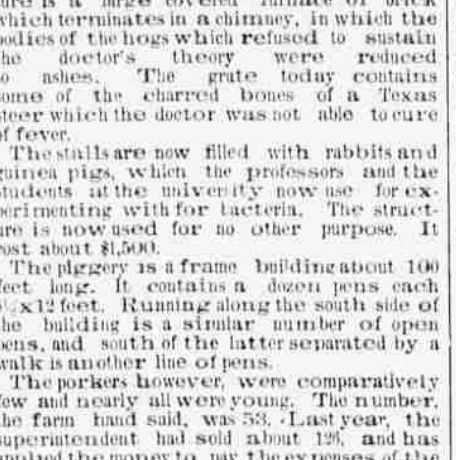 ure is a large covered furnace of brick
which terminates in a chimney, in which the
bodies of the hogs which refused to sustain
the doctor's theory were reduced
to ashes. The grate today contains
some of the charred bones of a Texas
steer which the doctor was not able to cure
of fever.
The stalls are now filled with rabbits and
guinea pigs, which the professors and the
students at the university now use for ex-
perimenting with for bacteria. The struct-
ure is now used for no other purpose. It
cost about $1,500.
The piggery is a frame building about 100
feet long. It contains a dozen pens each
x12 feet. Running along the south side of
the building is a similar number of open
pens, and south of the latter separated by a
walk is another line of pens.
The porkers however, were comparatively
few and nearly all were young. The number,
the farm hand said, was 53. Last year, the
superintendent had sold about 126, and has
applied the money to pay the expenses of the